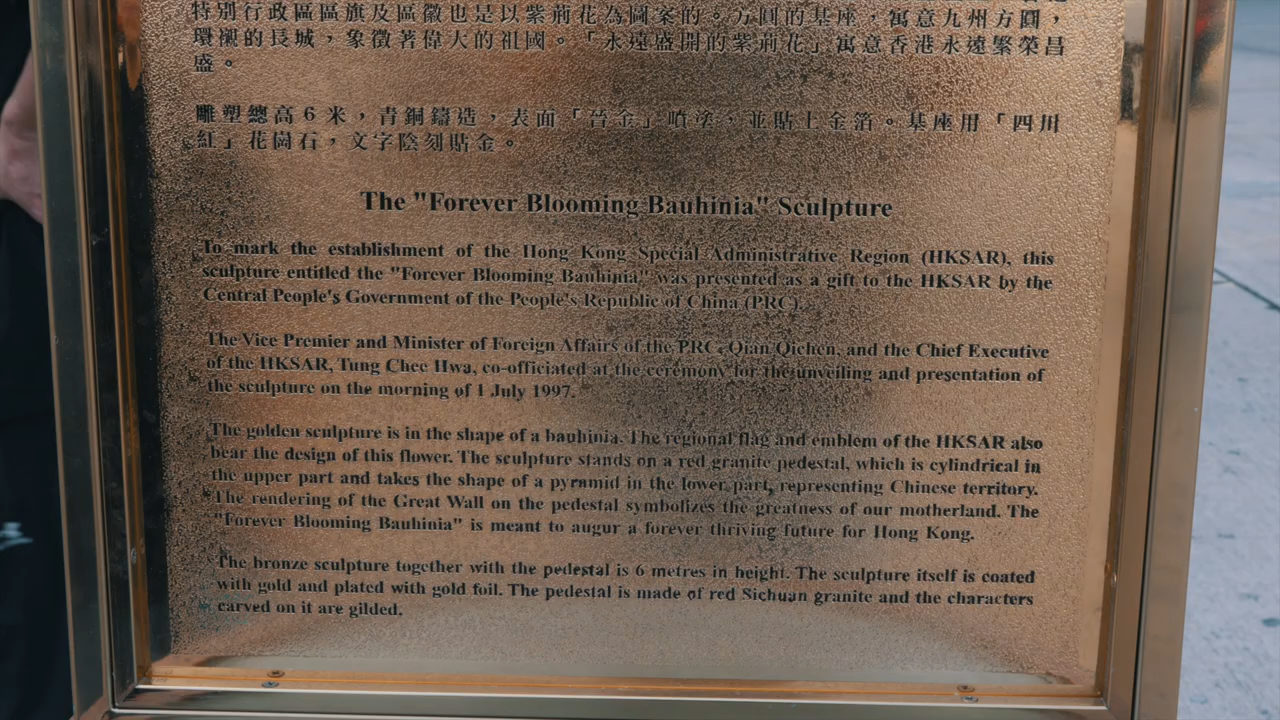 特別行政區區旗及區徽也是以紫荊花為圖案的。方圓的基座，寓意九州方圓，
環襯的長城，象徵著偉大的祖國。「永遠盛開的紫荊花」寓意香港永遠繁榮昌
盛。
雕塑總高6米，青銅鑄造，表面「晉金」噴塗，並貼上金箔。基座用「四川
紅」花崗石，文字陰刻貼金。
The "Forever Blooming Bauhinia" Sculpture
To mark the establishment of the Hong Kong Special Administrative Region (HKSAR), this
sculpture entitled the "Forever Blooming Bauhinia" was presented as a gift to the HKSAR by the
Central People's Government of the People's Republic of China (PRC).
The Vice Premier and Minister of Foreign Affairs of the PRC, Qian Qichen, and the Chief Executive
of the HKSAR, Tung Chee Hwa, co-officiated at the ceremony for the unveiling and presentation of
the sculpture on the morning of 1 July 1997.
The golden sculpture is in the shape of a bauhinia. The regional flag and emblem of the HKSAR also
bear the design of this flower. The sculpture stands on a red granite pedestal, which is cylindrical in
the upper part and takes the shape of a pyramid in the lower part, representing Chinese territory.
The rendering of the Great Wall on the pedestal symbolizes the greatness of our motherland. The
"Forever Blooming Bauhinia" is meant to augur a forever thriving future for Hong Kong.
The bronze sculpture together with the pedestal is 6 metres in height. The sculpture itself is coated
with gold and plated with gold foil. The pedestal is made of red Sichuan granite and the characters
carved on it are gilded.